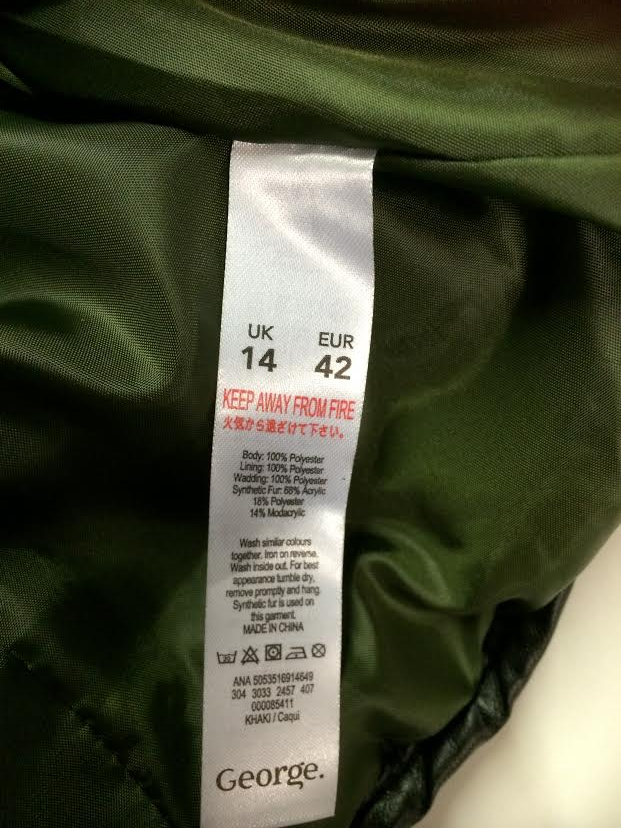 UK EUR
14 42
KEEP AWAY FROM FIRE
火気から遠ざけて下さい。
Body: 100% Polyester
Lining: 100% Polyester
Wadding: 100% Polyester
Synthetic Fur: 68% Acrylic
18% Polyester
14% Modacrylic
Wash similar colours
together. Iron on reverse.
Wash inside out. For best
appearance tumble dry,
remove promptly and hang.
Synthetic fur is used on
this garment.
MADE IN CHINA
ANA 5053516914649
304 3033 2457 407
000085411
KHAKI / Caqui
George.